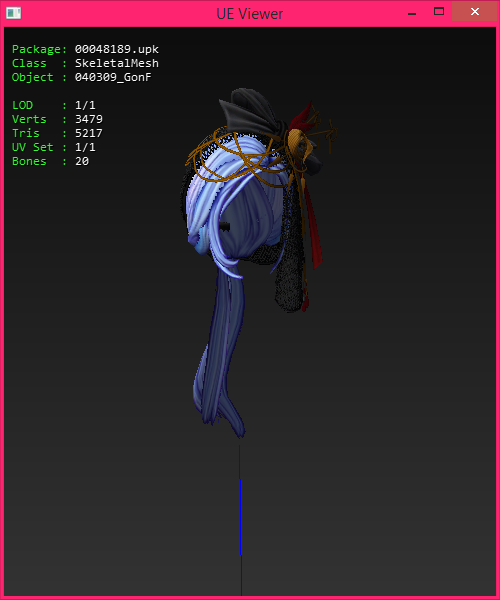 UE Viewer
Package: 00048189.upk
Class  : SkeletalMesh
Object : 040309_GonF
LOD    : 1/1
Verts  : 3479
Tris   : 5217
UV Set : 1/1
Bones  : 20